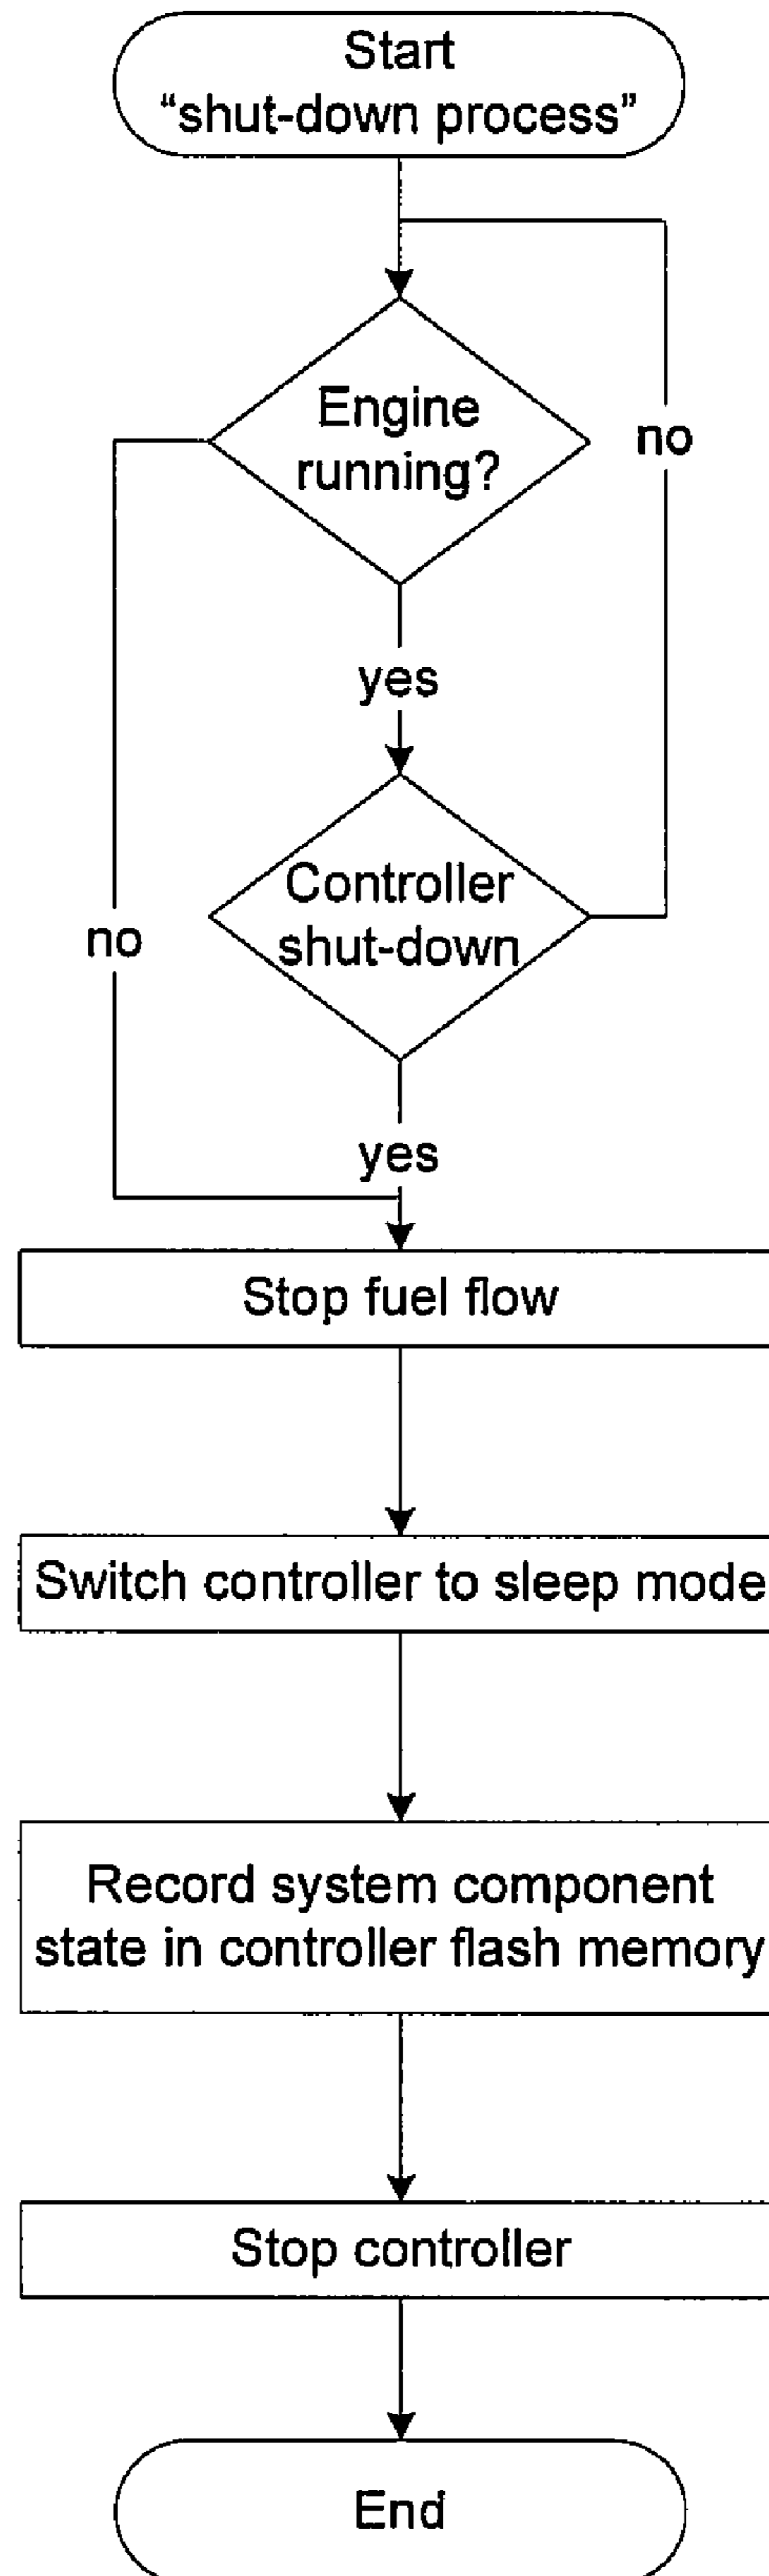 Start
“shut-down process”
Engine
running?
no
yes
Controller
shut-down
no
yes
Stop fuel flow
Switch controller to sleep mode
Record system component
state in controller flash memory
Stop controller
End